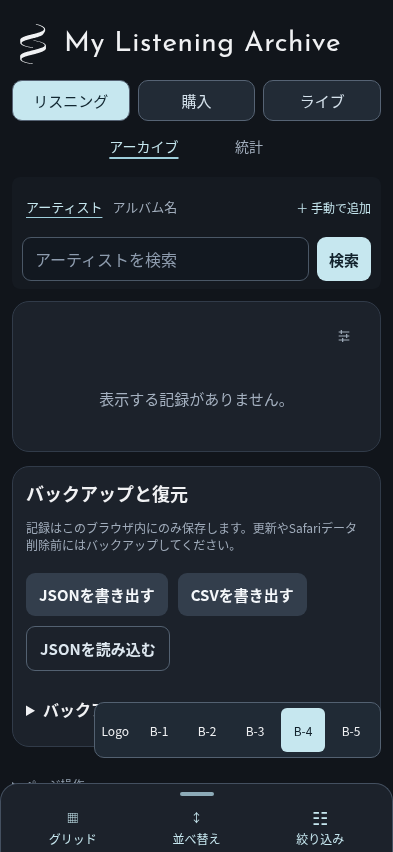 My Listening Archive
リスニング
購入
ライブ
アーカイブ
統計
アーティスト
アルバム名
＋ 手動で追加
アーティストを検索
検索
表示する記録がありません。
バックアップと復元
記録はこのブラウザ内にのみ保存します。更新やSafariデータ
削除前にはバックアップしてください。
JSONを書き出す
CSVを書き出す
JSONを読み込む
バック
Logo
B-1
B-2
B-3
B-4
B-5
グリッド
並べ替え
絞り込み